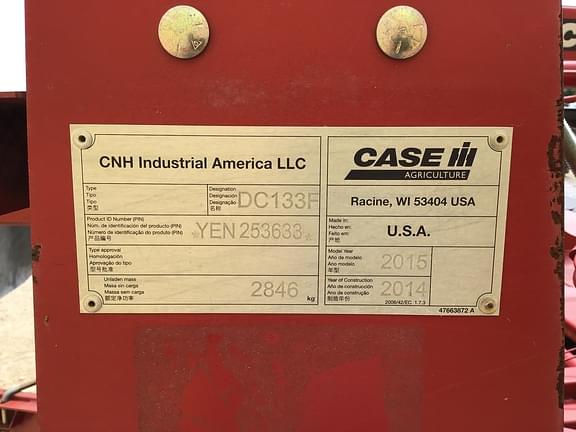 CNH Industrial America LLC
Type
Tipo
Tipo
类型
Designation
Designación
Designação
名称
DC133F
Product ID Number (PIN)
Núm. de identificación del producto (PIN)
Número de identificação do produto (PIN)
产品编号
YEN253633
Type approval
Homologación
Aprovação do tipo
型号批准
Unladen mass
Masa sin carga
Massa sem carga
额定净功率
2846
kg
CASE IH
AGRICULTURE
Racine, WI 53404 USA
Made in:
Hecho en:
Feito em:
产地
U.S.A.
Model Year
Año de modelo
Ano de modelo
年型
2015
Year of Construction
Año de construcción
Ano de construção
制造年份
2014
2006/42/EC 1.7.3
47663872 A